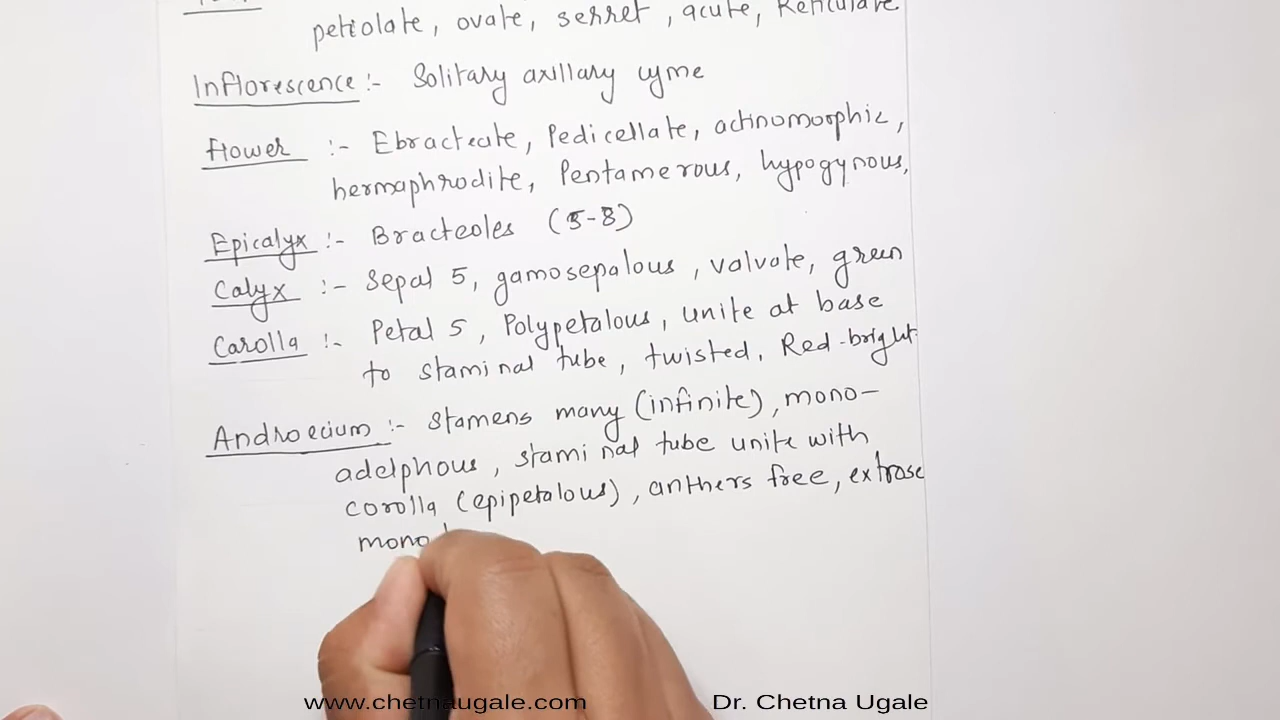 petiolate, ovate, serret, acute, Reticulate
Inflorescence :- Solitary axillary cyme
flower :- Ebracteate, Pedicellate, actinomorphic,
hermaphrodite, Pentamerous, hypogynous,
Epicalyx :- Bracteoles (5-8)
Calyx :- Sepal 5, gamosepalous, valvate, green
Carolla :- Petal 5, Polypetalous, unite at base
to staminal tube, twisted, Red-bright
Androecium :- Stamens many (infinite), mono-
adelphous, staminal tube unite with
corolla (epipetalous), anthers free, extrose
mono
www.chetnaugale.com Dr. Chetna Ugale